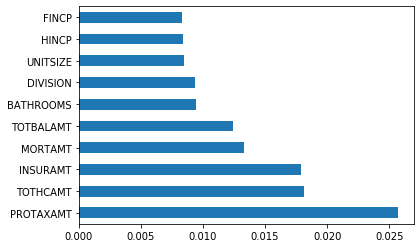 FINCP
HINCP
UNITSIZE
DIVISION
BATHROOMS
TOTBALAMT
MORTAMT
INSURAMT
TOTHCAMT
PROTAXAMT
0.000 0.005 0.010 0.015 0.020 0.025